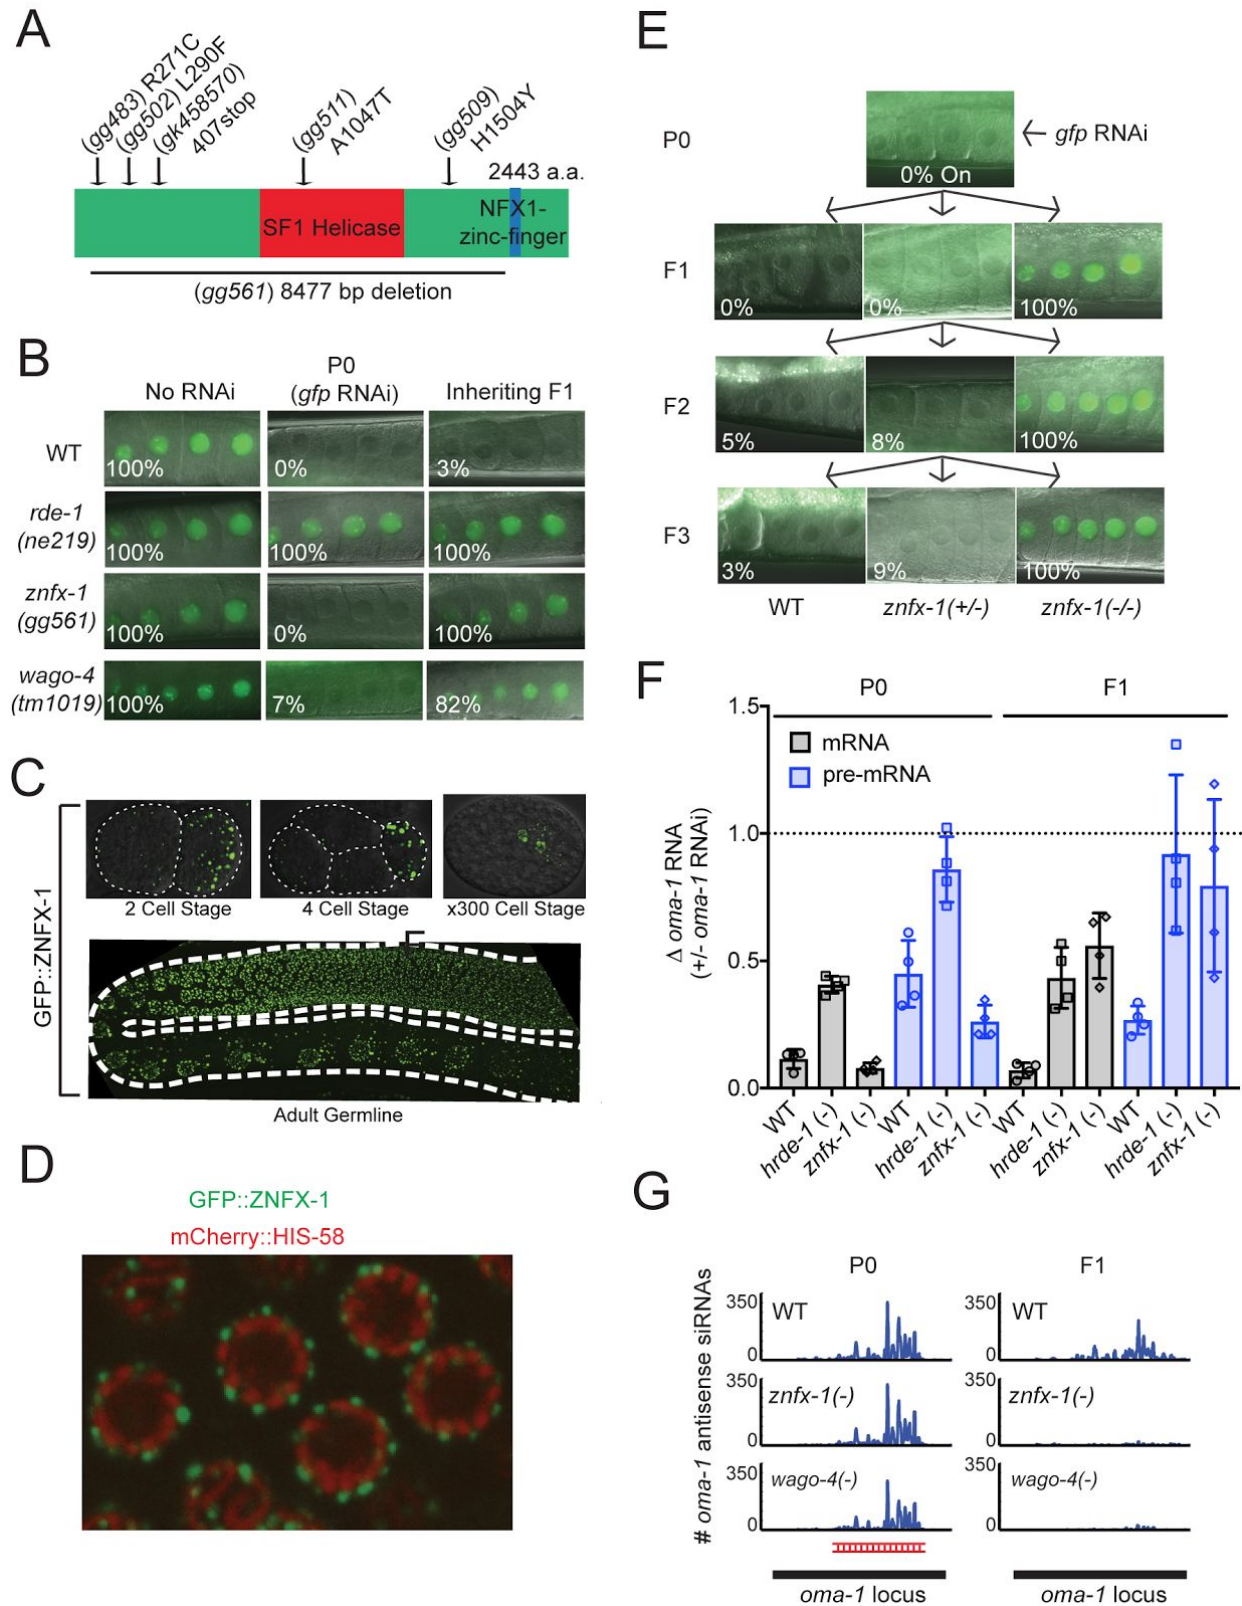 A
(gg483) R271C
(gg502) L290F
(gk458570)
407stop
(gg511)
A1047T
(gg509)
H1504Y
2443 a.a.
SF1 Helicase
NFX1-
zinc-finger
(gg561) 8477 bp deletion
B
P0
No RNAi
(gfp RNAi)
Inheriting F1
WT
100%
0%
3%
rde-1
(ne219)
100%
100%
100%
znfx-1
(gg561)
100%
0%
100%
wago-4
(tm1019)
100%
7%
82%
C
GFP::ZNFX-1
2 Cell Stage
4 Cell Stage
x300 Cell Stage
Adult Germline
D
GFP::ZNFX-1
mCherry::HIS-58
E
P0
0% On
gfp RNAi
F1
0%
0%
100%
F2
5%
8%
100%
F3
3%
9%
100%
WT
znfx-1(+/-)
znfx-1(-/-)
F
P0
F1
1.5
1.0
0.5
0.0
Δ oma-1 RNA
(+/- oma-1 RNAi)
mRNA
pre-mRNA
WT
hrde-1 (-)
znfx-1 (-)
WT
hrde-1 (-)
znfx-1 (-)
WT
hrde-1 (-)
znfx-1 (-)
WT
hrde-1 (-)
znfx-1 (-)
G
# oma-1 antisense siRNAs
P0
F1
350
0
WT
350
0
WT
350
0
znfx-1(-)
350
0
znfx-1(-)
350
0
wago-4(-)
350
0
wago-4(-)
oma-1 locus
oma-1 locus